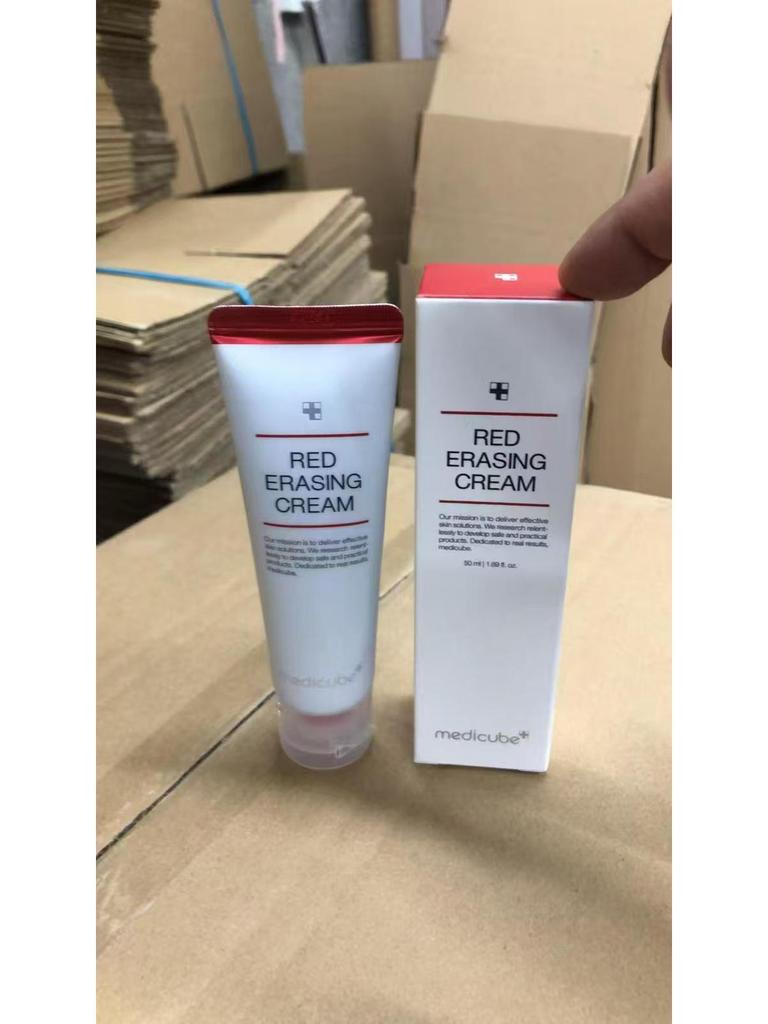 RED
ERASING
CREAM
Our mission is to deliver effective
skin solutions. We research relent-
lessly to develop safe and practical
products. Dedicated to real results,
medicube.
medicube
RED
ERASING
CREAM
Our mission is to deliver effective
skin solutions. We research relent-
lessly to develop safe and practical
products. Dedicated to real results,
medicube.
50 ml | 1.69 fl. oz.
medicube